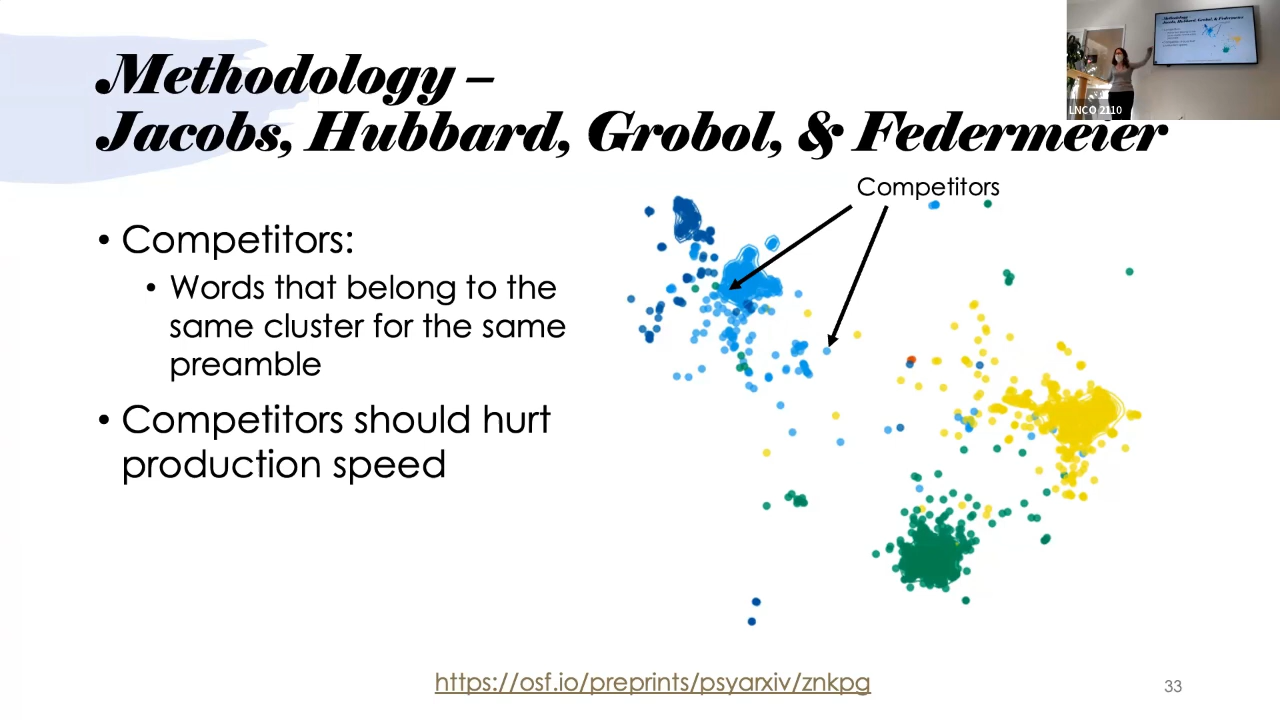 Methodology –
Jacobs, Hubbard, Grobol, & Federmeier
LNCO 2110
Competitors
• Competitors:
• Words that belong to the
same cluster for the same
preamble
• Competitors should hurt
production speed
https://osf.io/preprints/psyarxiv/znkpg
33